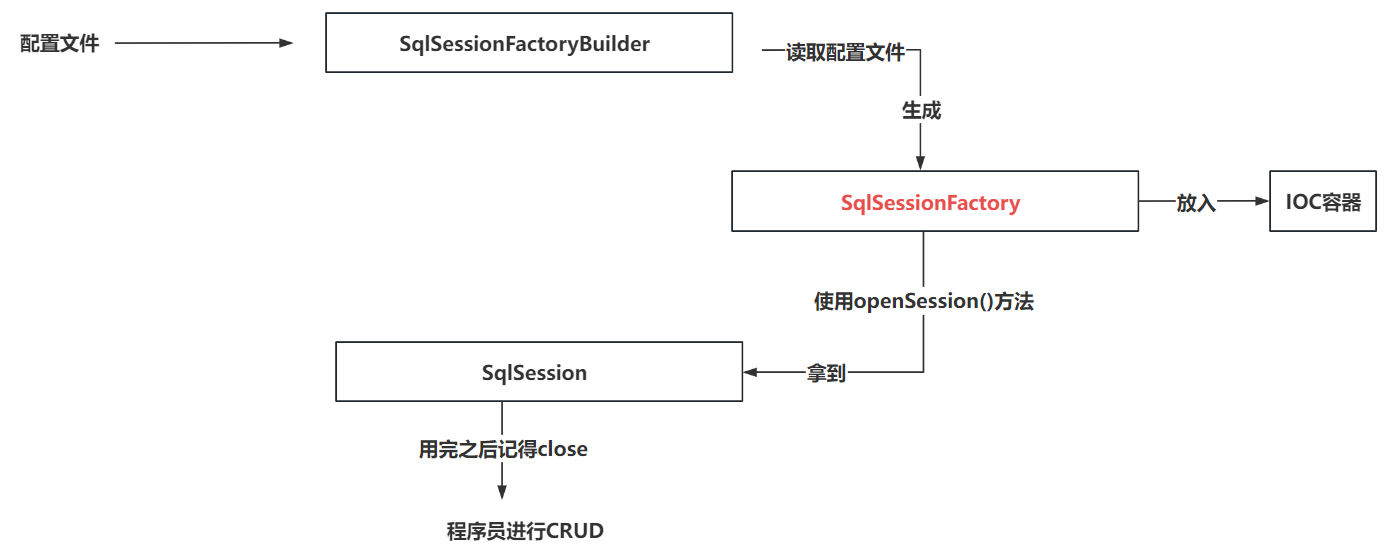 配置文件
SqlSessionFactoryBuilder
读取配置文件
生成
SqlSessionFactory
放入
IOC容器
使用openSession()方法
拿到
SqlSession
用完之后记得close
程序员进行CRUD